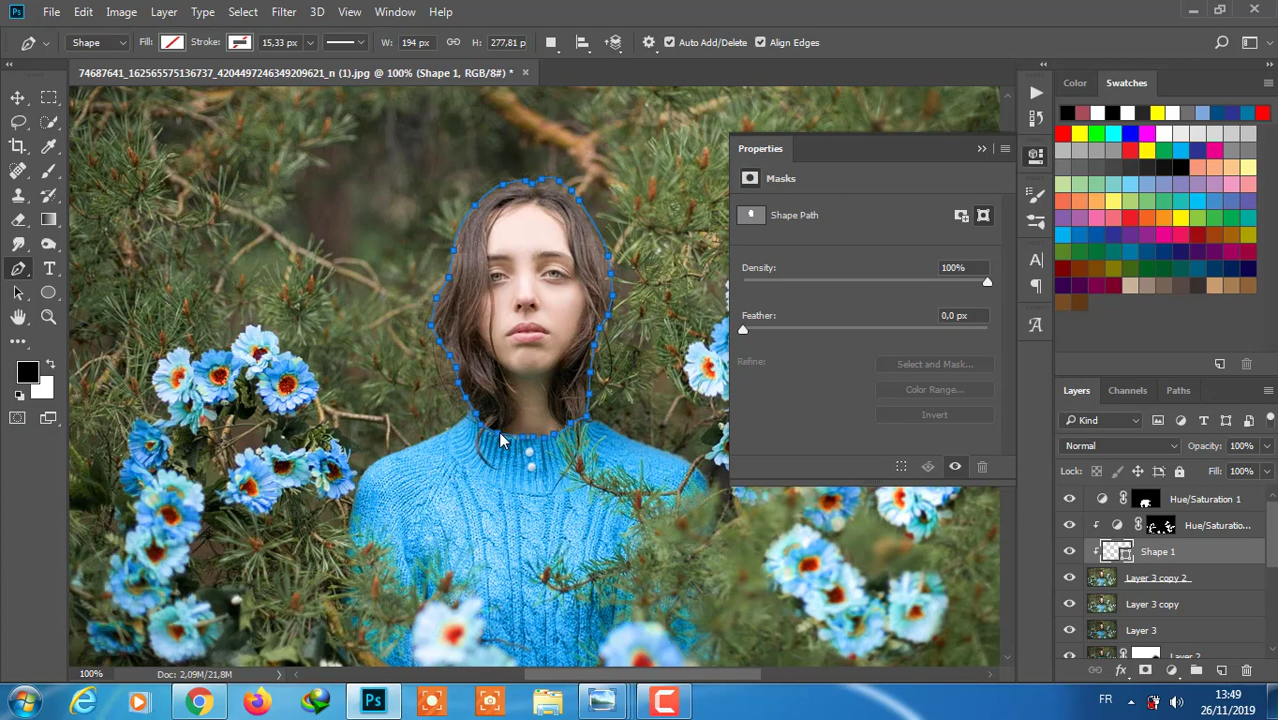 Ps File Edit Image Layer Type Select Filter 3D View Window Help
Shape Fill: Stroke: 15,33 px W: 194 px H: 277,81 p Auto Add/Delete Align Edges
74687641_162565575136737_4204497246349209621_n (1).jpg @ 100% (Shape 1, RGB/8#) *
Color Swatches
Properties
Masks
Shape Path
Density: 100%
Feather: 0,0 px
Refine: Select and Mask...
Color Range...
Invert
Layers Channels Paths
Kind
Normal Opacity: 100%
Lock: Fill: 100%
Hue/Saturation 1
Hue/Saturatio...
Shape 1
Layer 3 copy 2
Layer 3 copy
Layer 3
Layer 2
100% Doc: 2,09M/21,8M
Ps FR 13:49
26/11/2019